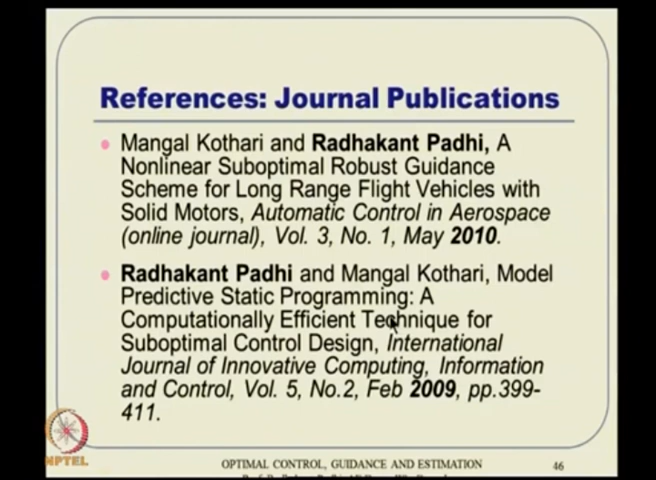 References: Journal Publications
Mangal Kothari and Radhakant Padhi, A
Nonlinear Suboptimal Robust Guidance
Scheme for Long Range Flight Vehicles with
Solid Motors, Automatic Control in Aerospace
(online journal), Vol. 3, No. 1, May 2010.
Radhakant Padhi and Mangal Kothari, Model
Predictive Static Programming: A
Computationally Efficient Technique for
Suboptimal Control Design, International
Journal of Innovative Computing, Information
and Control, Vol. 5, No.2, Feb 2009, pp.399-
411.
NPTEL
OPTIMAL CONTROL, GUIDANCE AND ESTIMATION
46